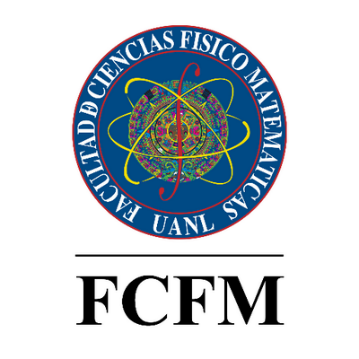 FACULTAD DE CIENCIAS FISICO MATEMATICAS
UANL
FCFM